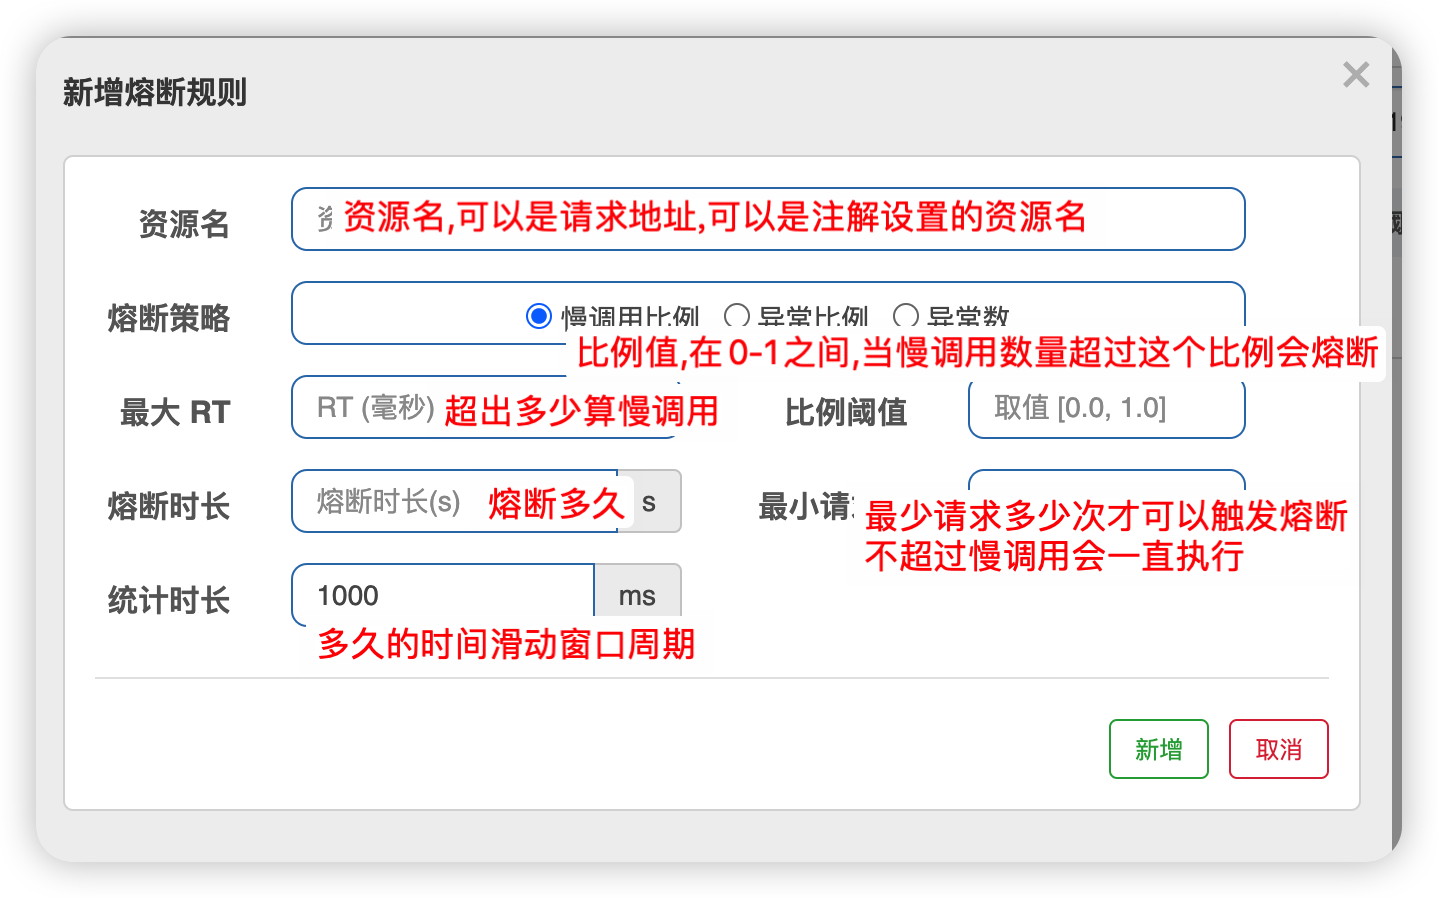 新增熔断规则
×
资源名
资源名,可以是请求地址,可以是注解设置的资源名
熔断策略
慢调用比例 异常比例 异常数
比例值,在0-1之间,当慢调用数量超过这个比例会熔断
最大 RT
RT (毫秒) 超出多少算慢调用
比例阈值
取值 [0.0, 1.0]
熔断时长
熔断时长(s) 熔断多久 s
最小请
最少请求多少次才可以触发熔断
不超过慢调用会一直执行
统计时长
1000 ms
多久的时间滑动窗口周期
新增 取消